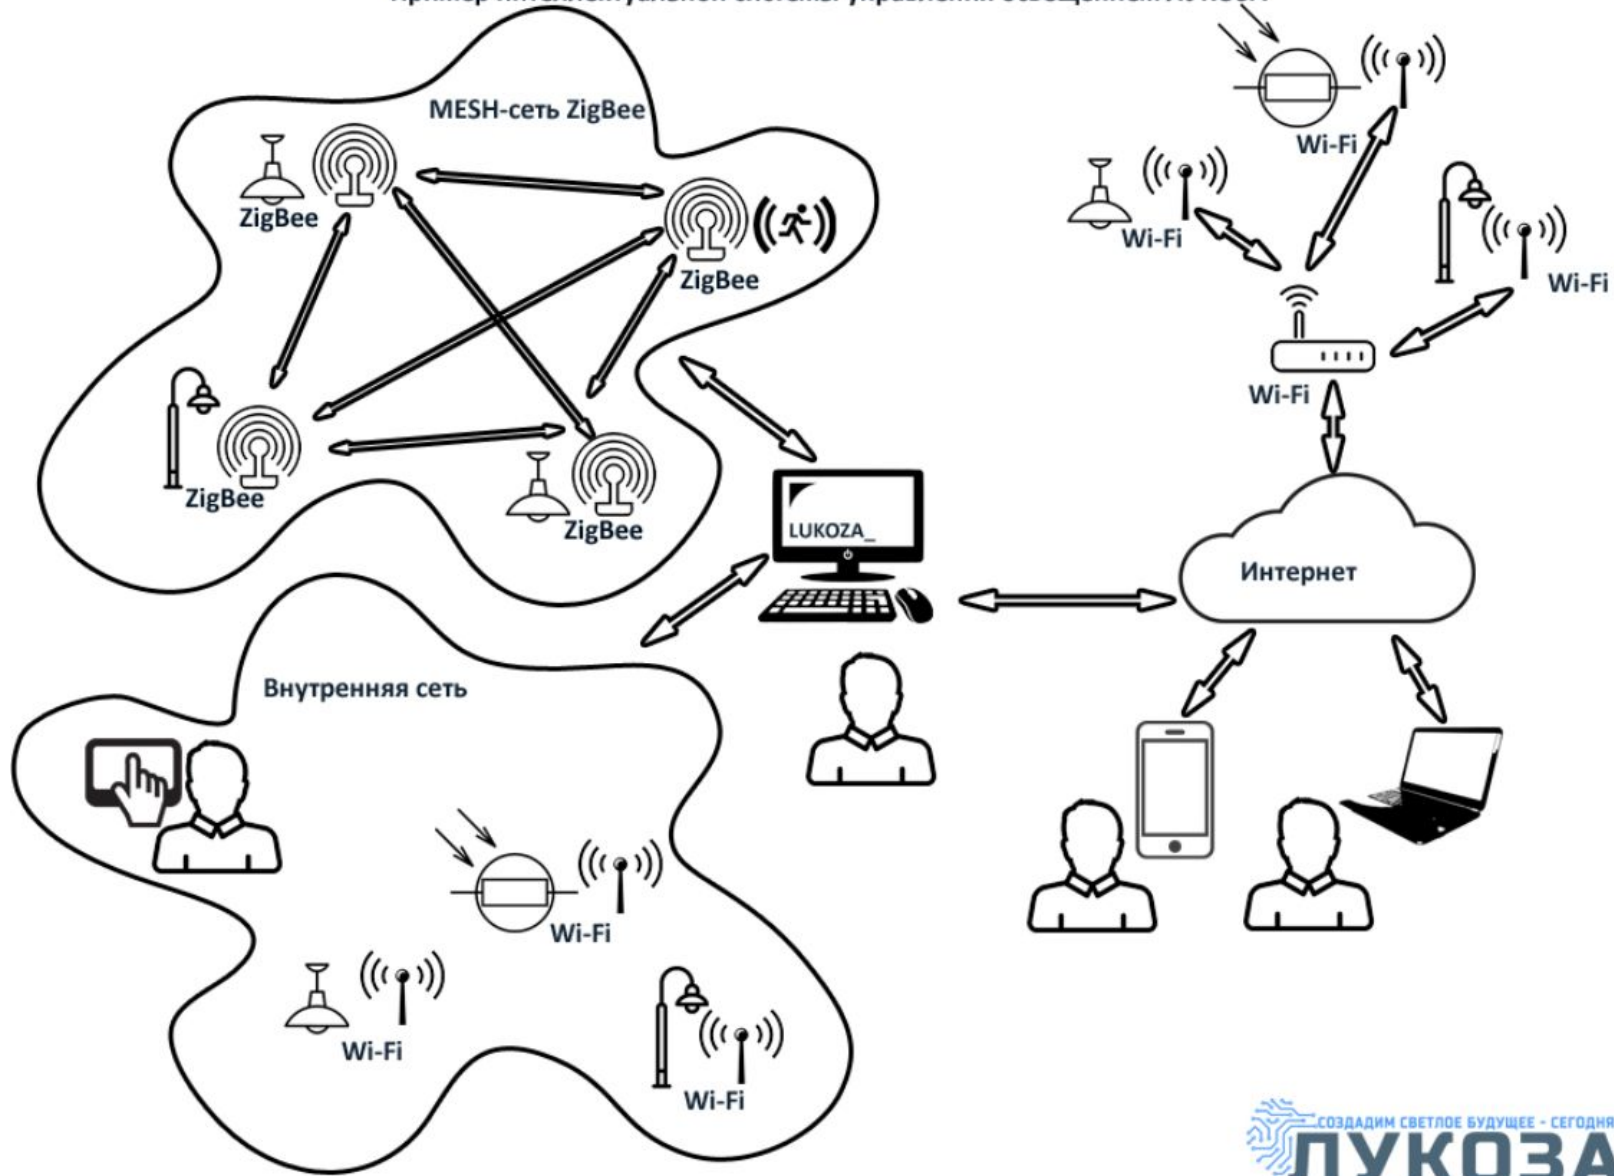 MESH-сеть ZigBee
ZigBee
ZigBee
ZigBee
ZigBee
Wi-Fi
Wi-Fi
Wi-Fi
Wi-Fi
LUKOZA_
Интернет
Внутренняя сеть
Wi-Fi
Wi-Fi
Wi-Fi
СОЗДАДИМ СВЕТЛОЕ БУДУЩЕЕ - СЕГОДНЯ
ЛУКОЗА